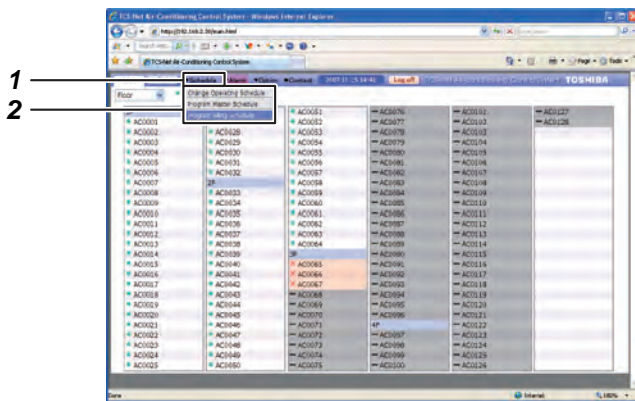 TCS-Net Air-Conditioning Control System - Windows Internet Explorer
TCS-Net Air-Conditioning Control System
Page
Tools
1
Schedule
Alarm
Option
Contact
Log off
TOSHIBA
Floor
Change Operating Schedule
2
Program Master Schedule
Program Billing Schedule
AC0001
AC0002
AC0003
AC0004
AC0005
AC0006
AC0007
AC0008
AC0009
AC0010
AC0011
AC0012
AC0013
AC0014
AC0015
AC0016
AC0017
AC0018
AC0019
AC0020
AC0021
AC0022
AC0023
AC0024
AC0025
AC0028
AC0029
AC0030
AC0031
AC0032
2F
AC0033
AC0034
AC0035
AC0036
AC0037
AC0038
AC0039
AC0040
AC0041
AC0042
AC0043
AC0044
AC0045
AC0046
AC0047
AC0048
AC0049
AC0050
AC0051
AC0052
AC0053
AC0054
AC0055
AC0056
AC0057
AC0058
AC0059
AC0060
AC0061
AC0062
AC0063
AC0064
3F
AC0065
AC0066
AC0067
AC0068
AC0069
AC0070
AC0071
AC0072
AC0073
AC0074
AC0075
AC0076
AC0077
AC0078
AC0079
AC0080
AC0081
AC0082
AC0083
AC0084
AC0085
AC0086
AC0087
AC0088
AC0089
AC0090
AC0091
AC0092
AC0093
AC0094
AC0095
AC0096
4F
AC0097
AC0098
AC0099
AC0100
AC0102
AC0103
AC0104
AC0105
AC0106
AC0107
AC0108
AC0109
AC0110
AC0111
AC0112
AC0113
AC0114
AC0115
AC0116
AC0117
AC0118
AC0119
AC0120
AC0121
AC0122
AC0123
AC0124
AC0125
AC0126
AC0127
AC0128
Done
Internet
100%